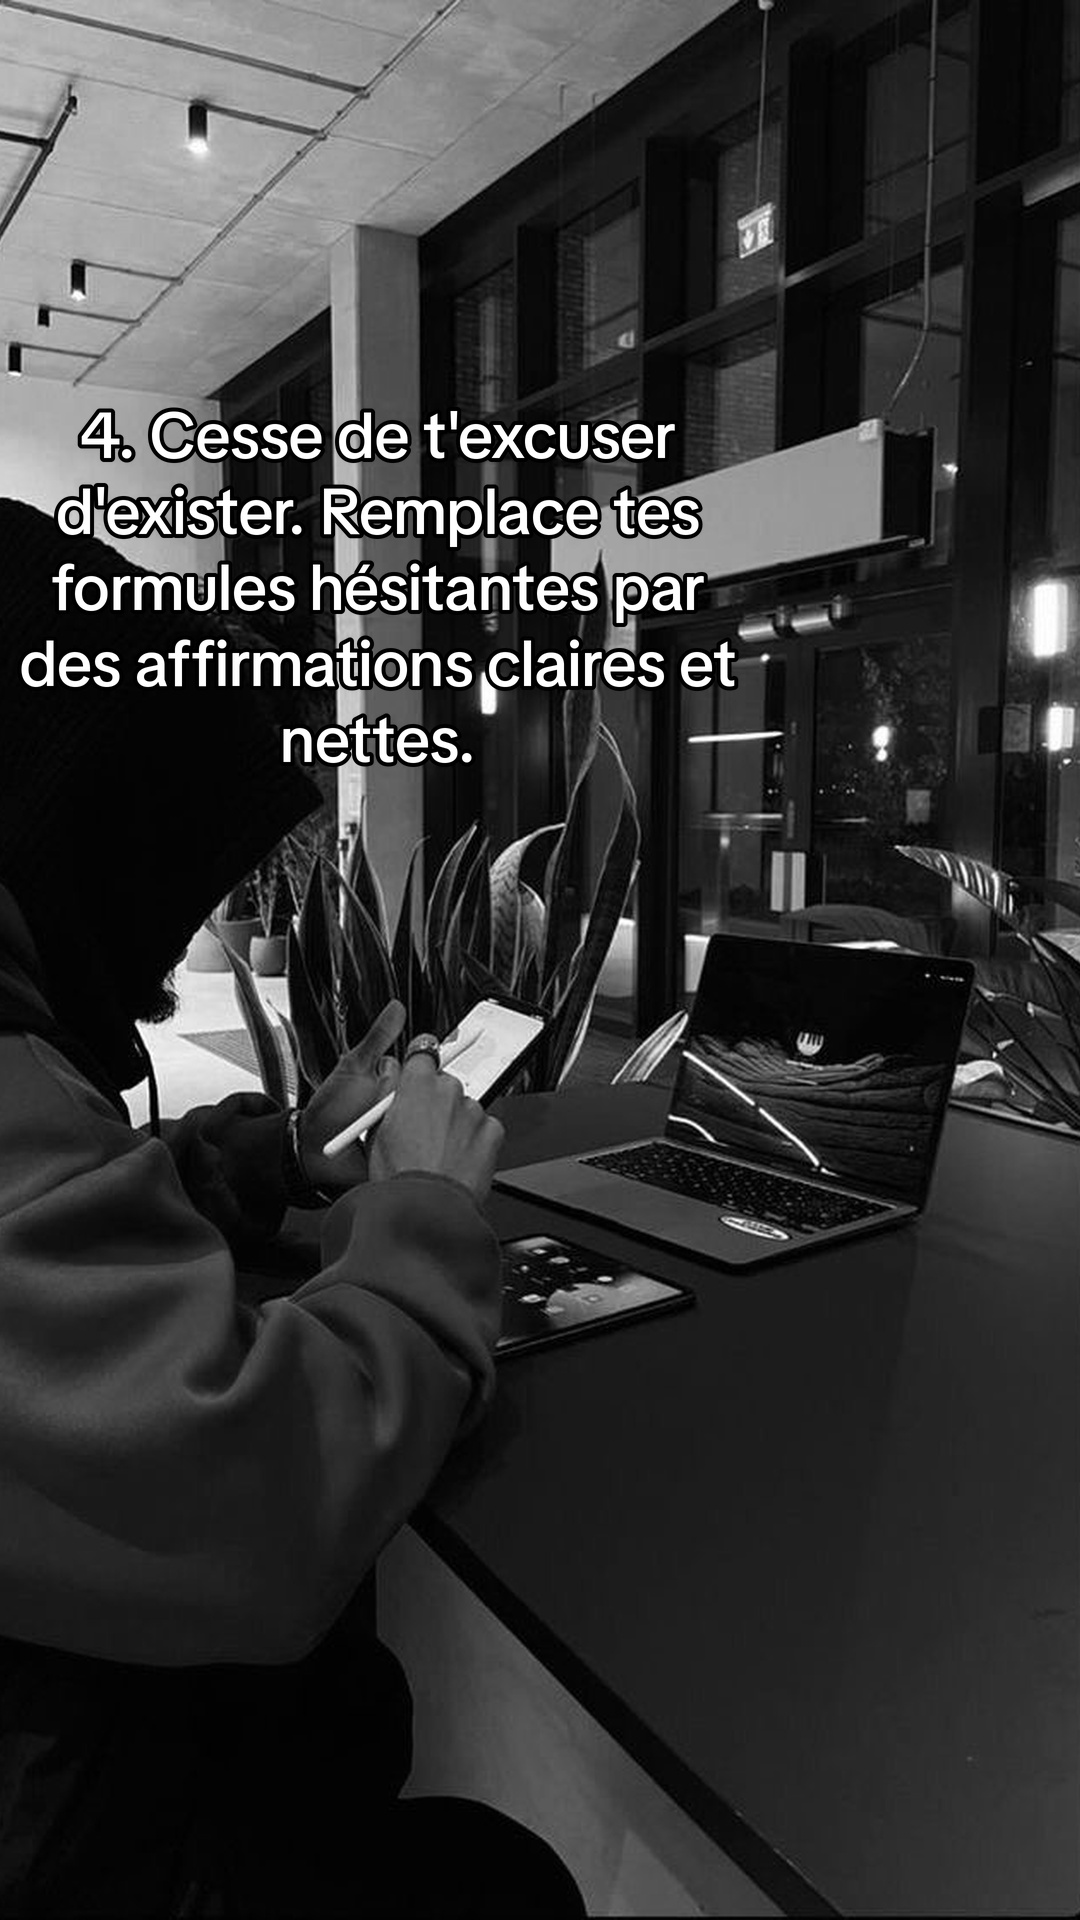 4. Cesse de t'excuser
d'exister. Remplace tes
formules hésitantes par
des affirmations claires et
nettes.